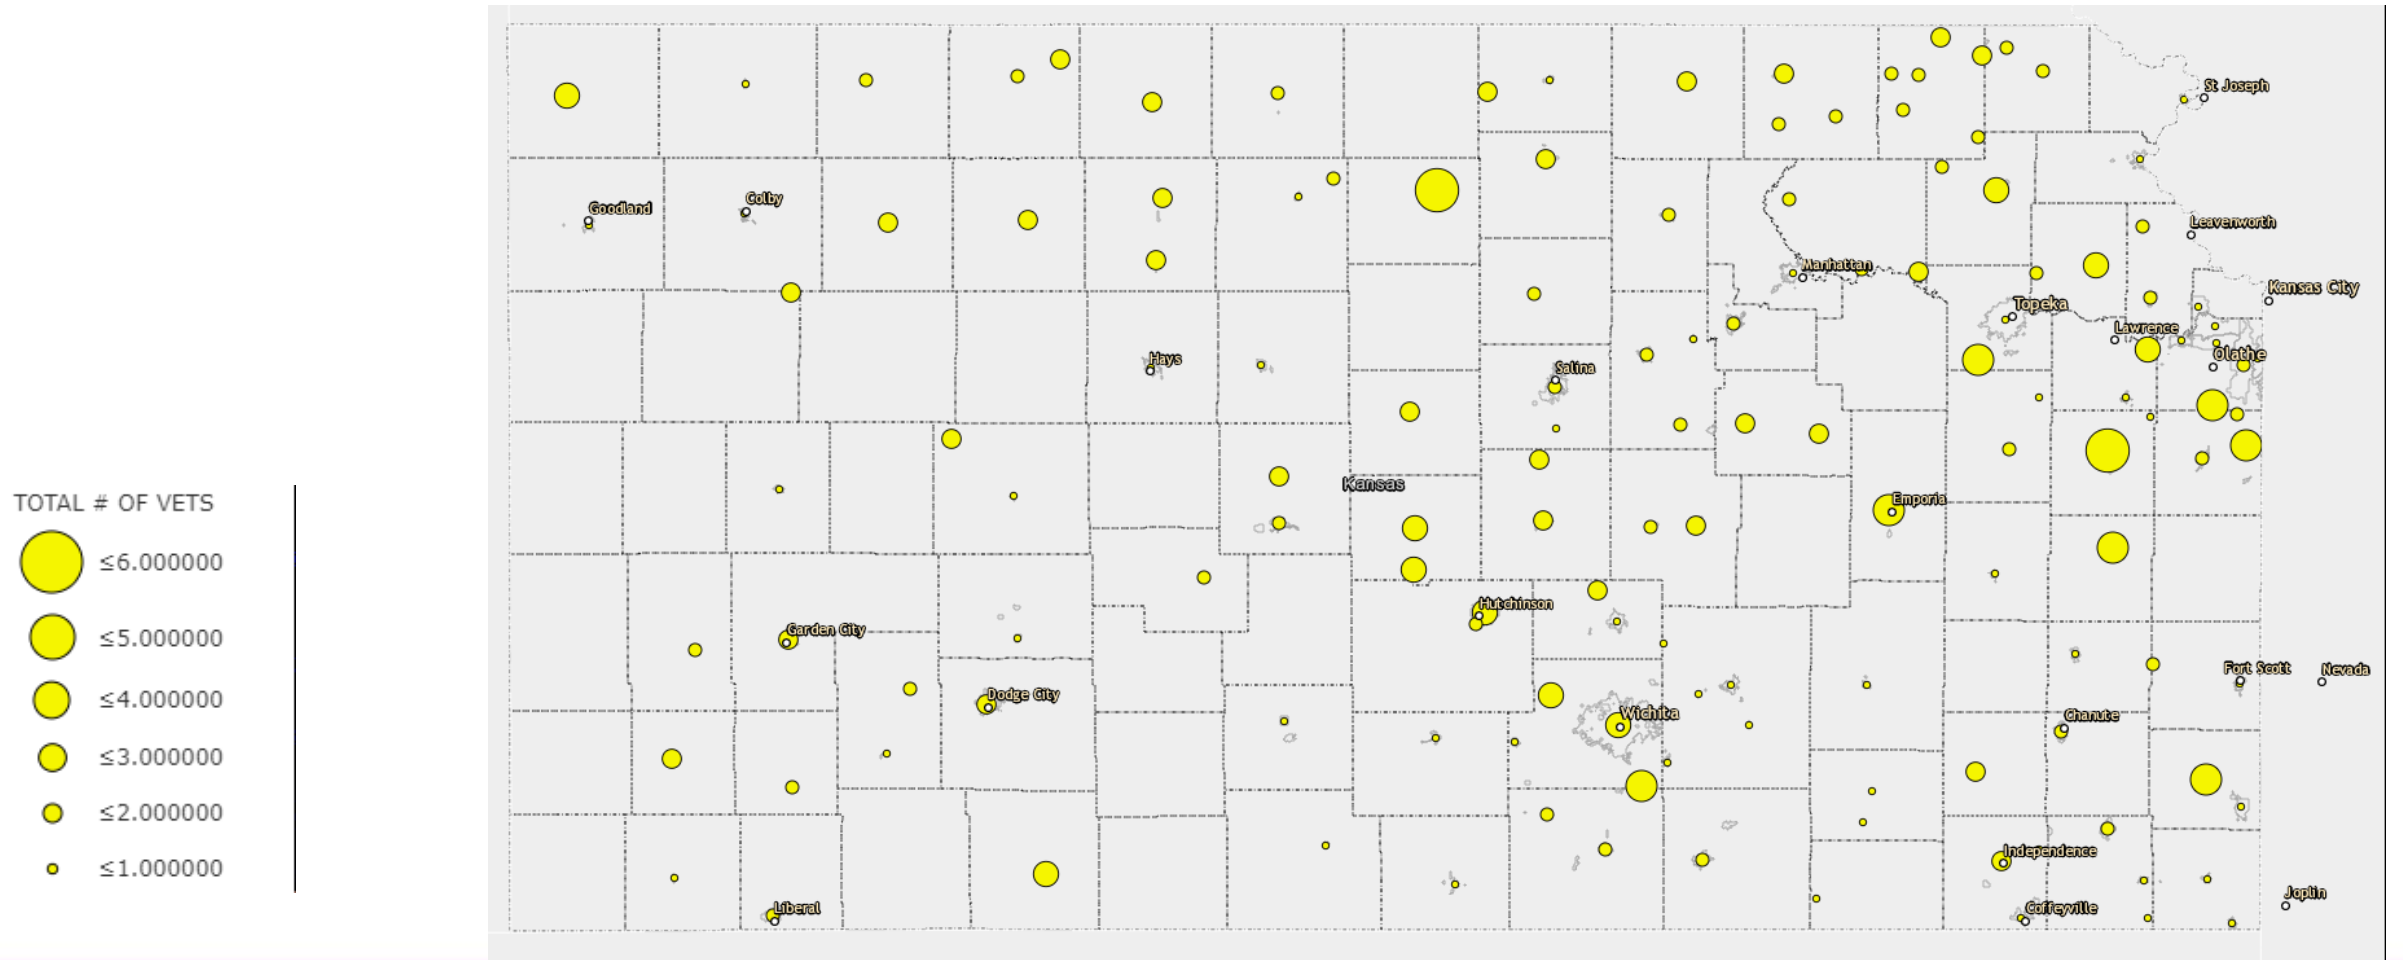 TOTAL # OF VETS
≤6.000000
≤5.000000
≤4.000000
≤3.000000
≤2.000000
≤1.000000
St Joseph
Colby
Goodland
Leavenworth
Manhattan
Kansas City
Topeka
Lawrence
Olathe
Hays
Salina
Kansas
Emporia
Hutchinson
Garden City
Dodge City
Fort Scott
Nevada
Wichita
Chanute
Independence
Joplin
Liberal
Coffeyville